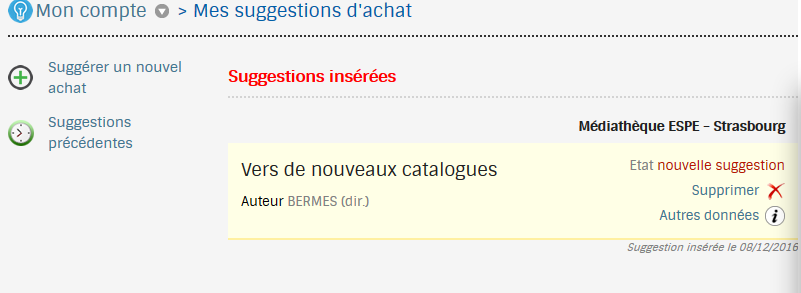 Mon compte > Mes suggestions d'achat
Suggérer un nouvel
achat
Suggestions
précédentes
Suggestions insérées
Médiathèque ESPE - Strasbourg
Vers de nouveaux catalogues
Auteur BERMES (dir.)
Etat nouvelle suggestion
Supprimer
Autres données
Suggestion insérée le 08/12/2016